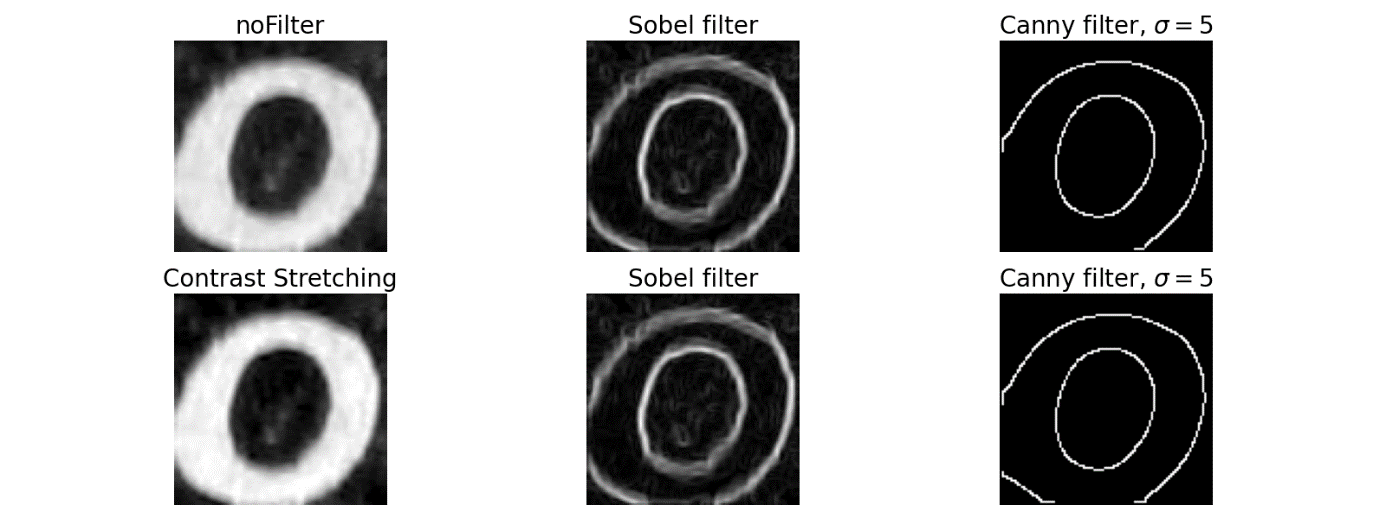 noFilter
Sobel filter
Canny filter, σ = 5
Contrast Stretching
Sobel filter
Canny filter, σ = 5